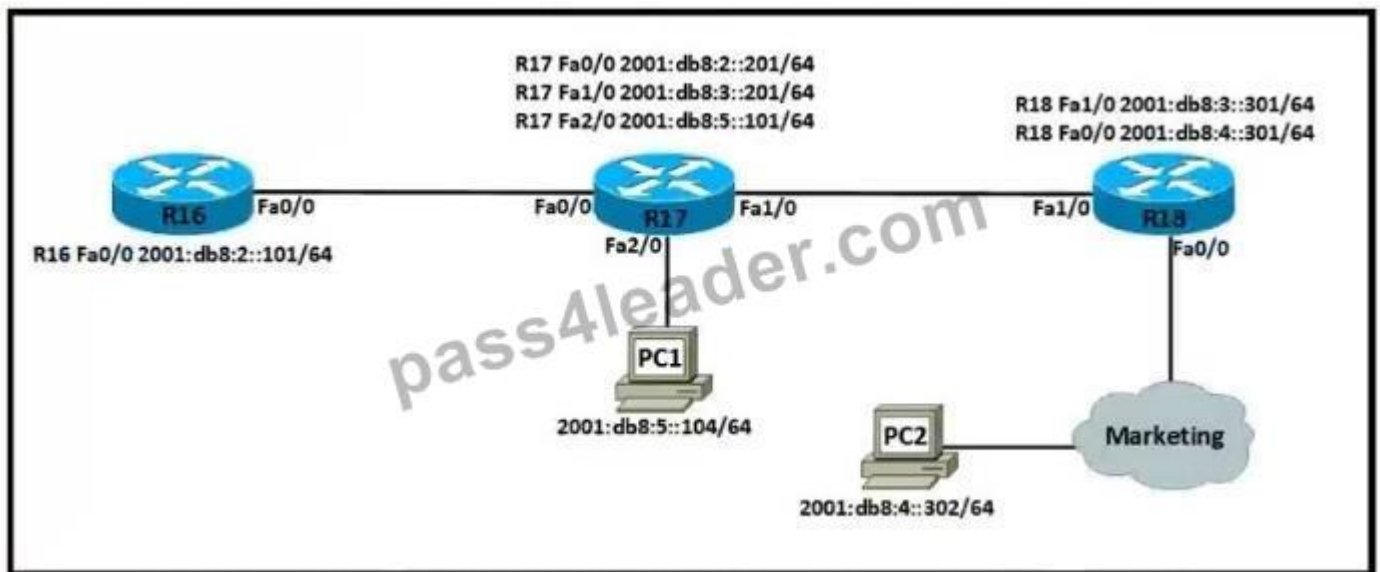 R17 Fa0/0 2001:db8:2::201/64
R17 Fa1/0 2001:db8:3::201/64
R17 Fa2/0 2001:db8:5::101/64
R18 Fa1/0 2001:db8:3::301/64
R18 Fa0/0 2001:db8:4::301/64
R16
Fa0/0
Fa0/0
R17
Fa1/0
Fa1/0
R18
Fa2/0
Fa0/0
R16 Fa0/0 2001:db8:2::101/64
pass4leader.com
PC1
2001:db8:5::104/64
PC2
Marketing
2001:db8:4::302/64